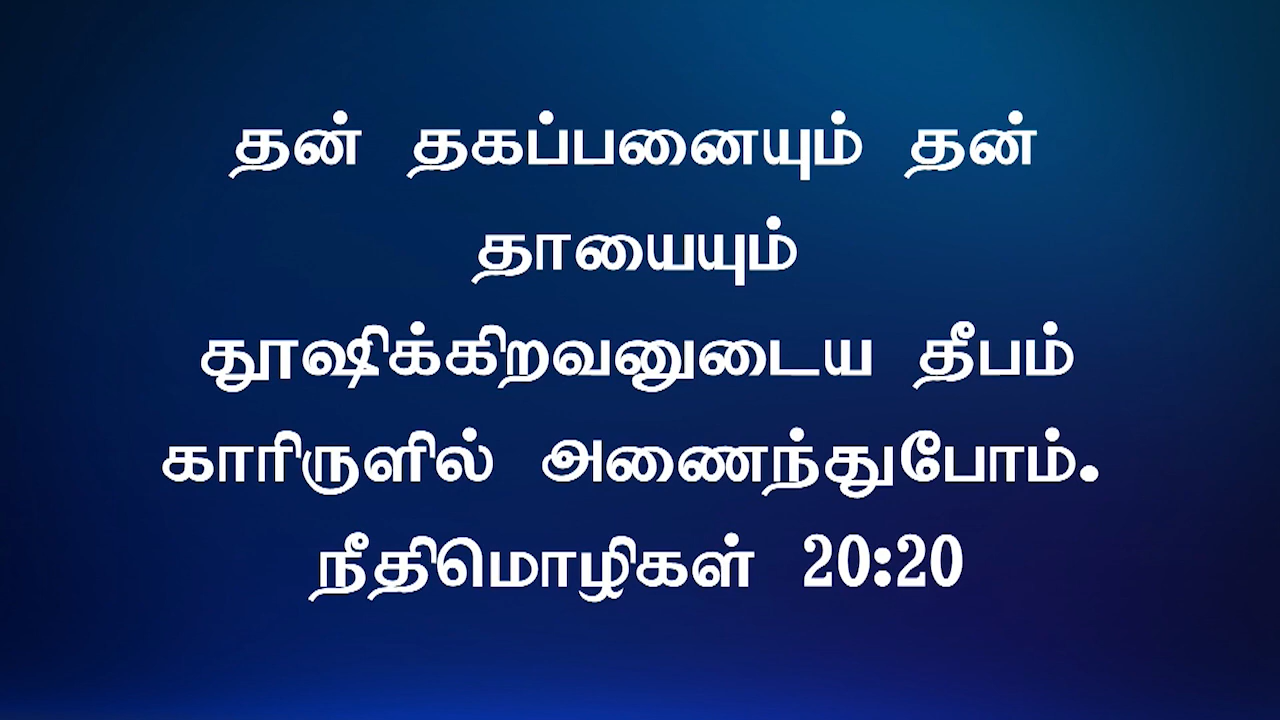 தன் தகப்பனையும் தன்
தாயையும்
தூஷிக்கிறவனுடைய தீபம்
காரிருளில் அணைந்துபோம்.
நீதிமொழிகள் 20:20